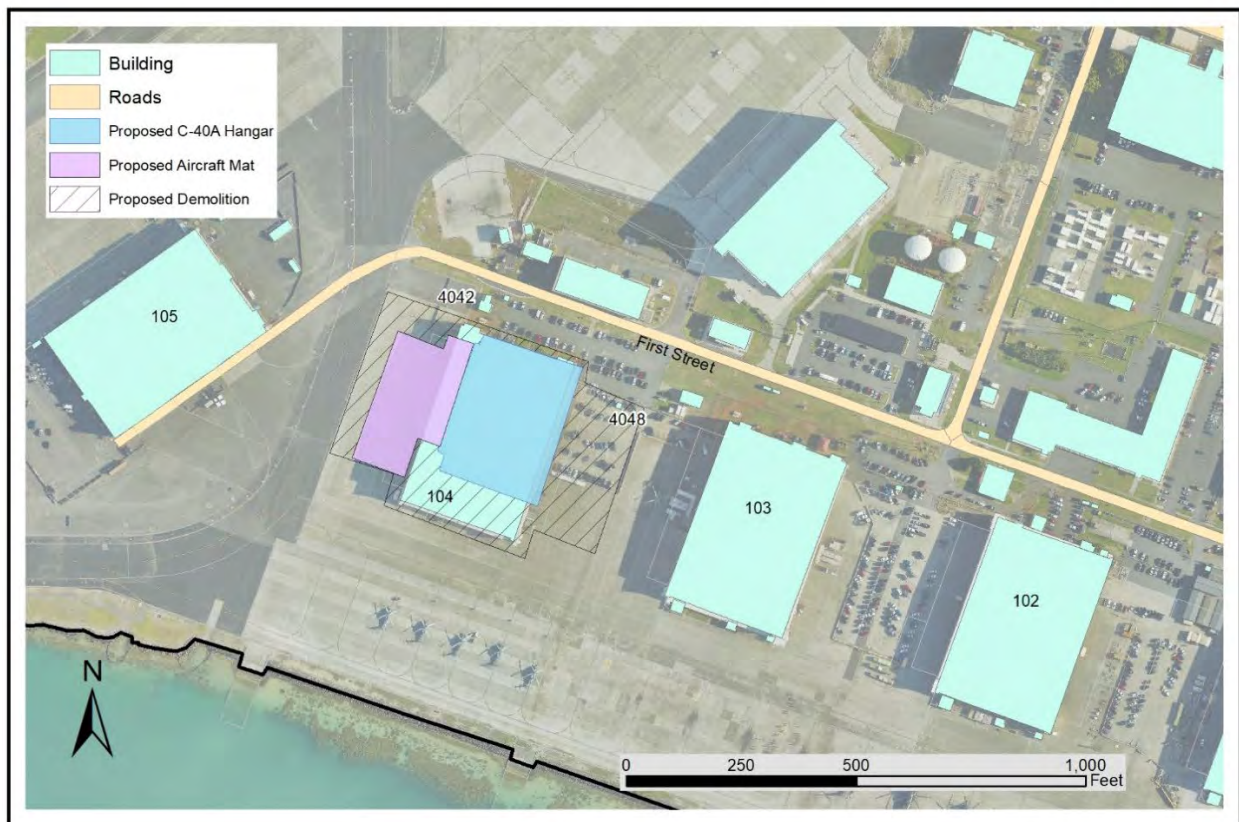 Building
Roads
Proposed C-40A Hangar
Proposed Aircraft Mat
Proposed Demolition
105
4042
First Street
4048
104
103
102
N
0 250 500 1,000
Feet